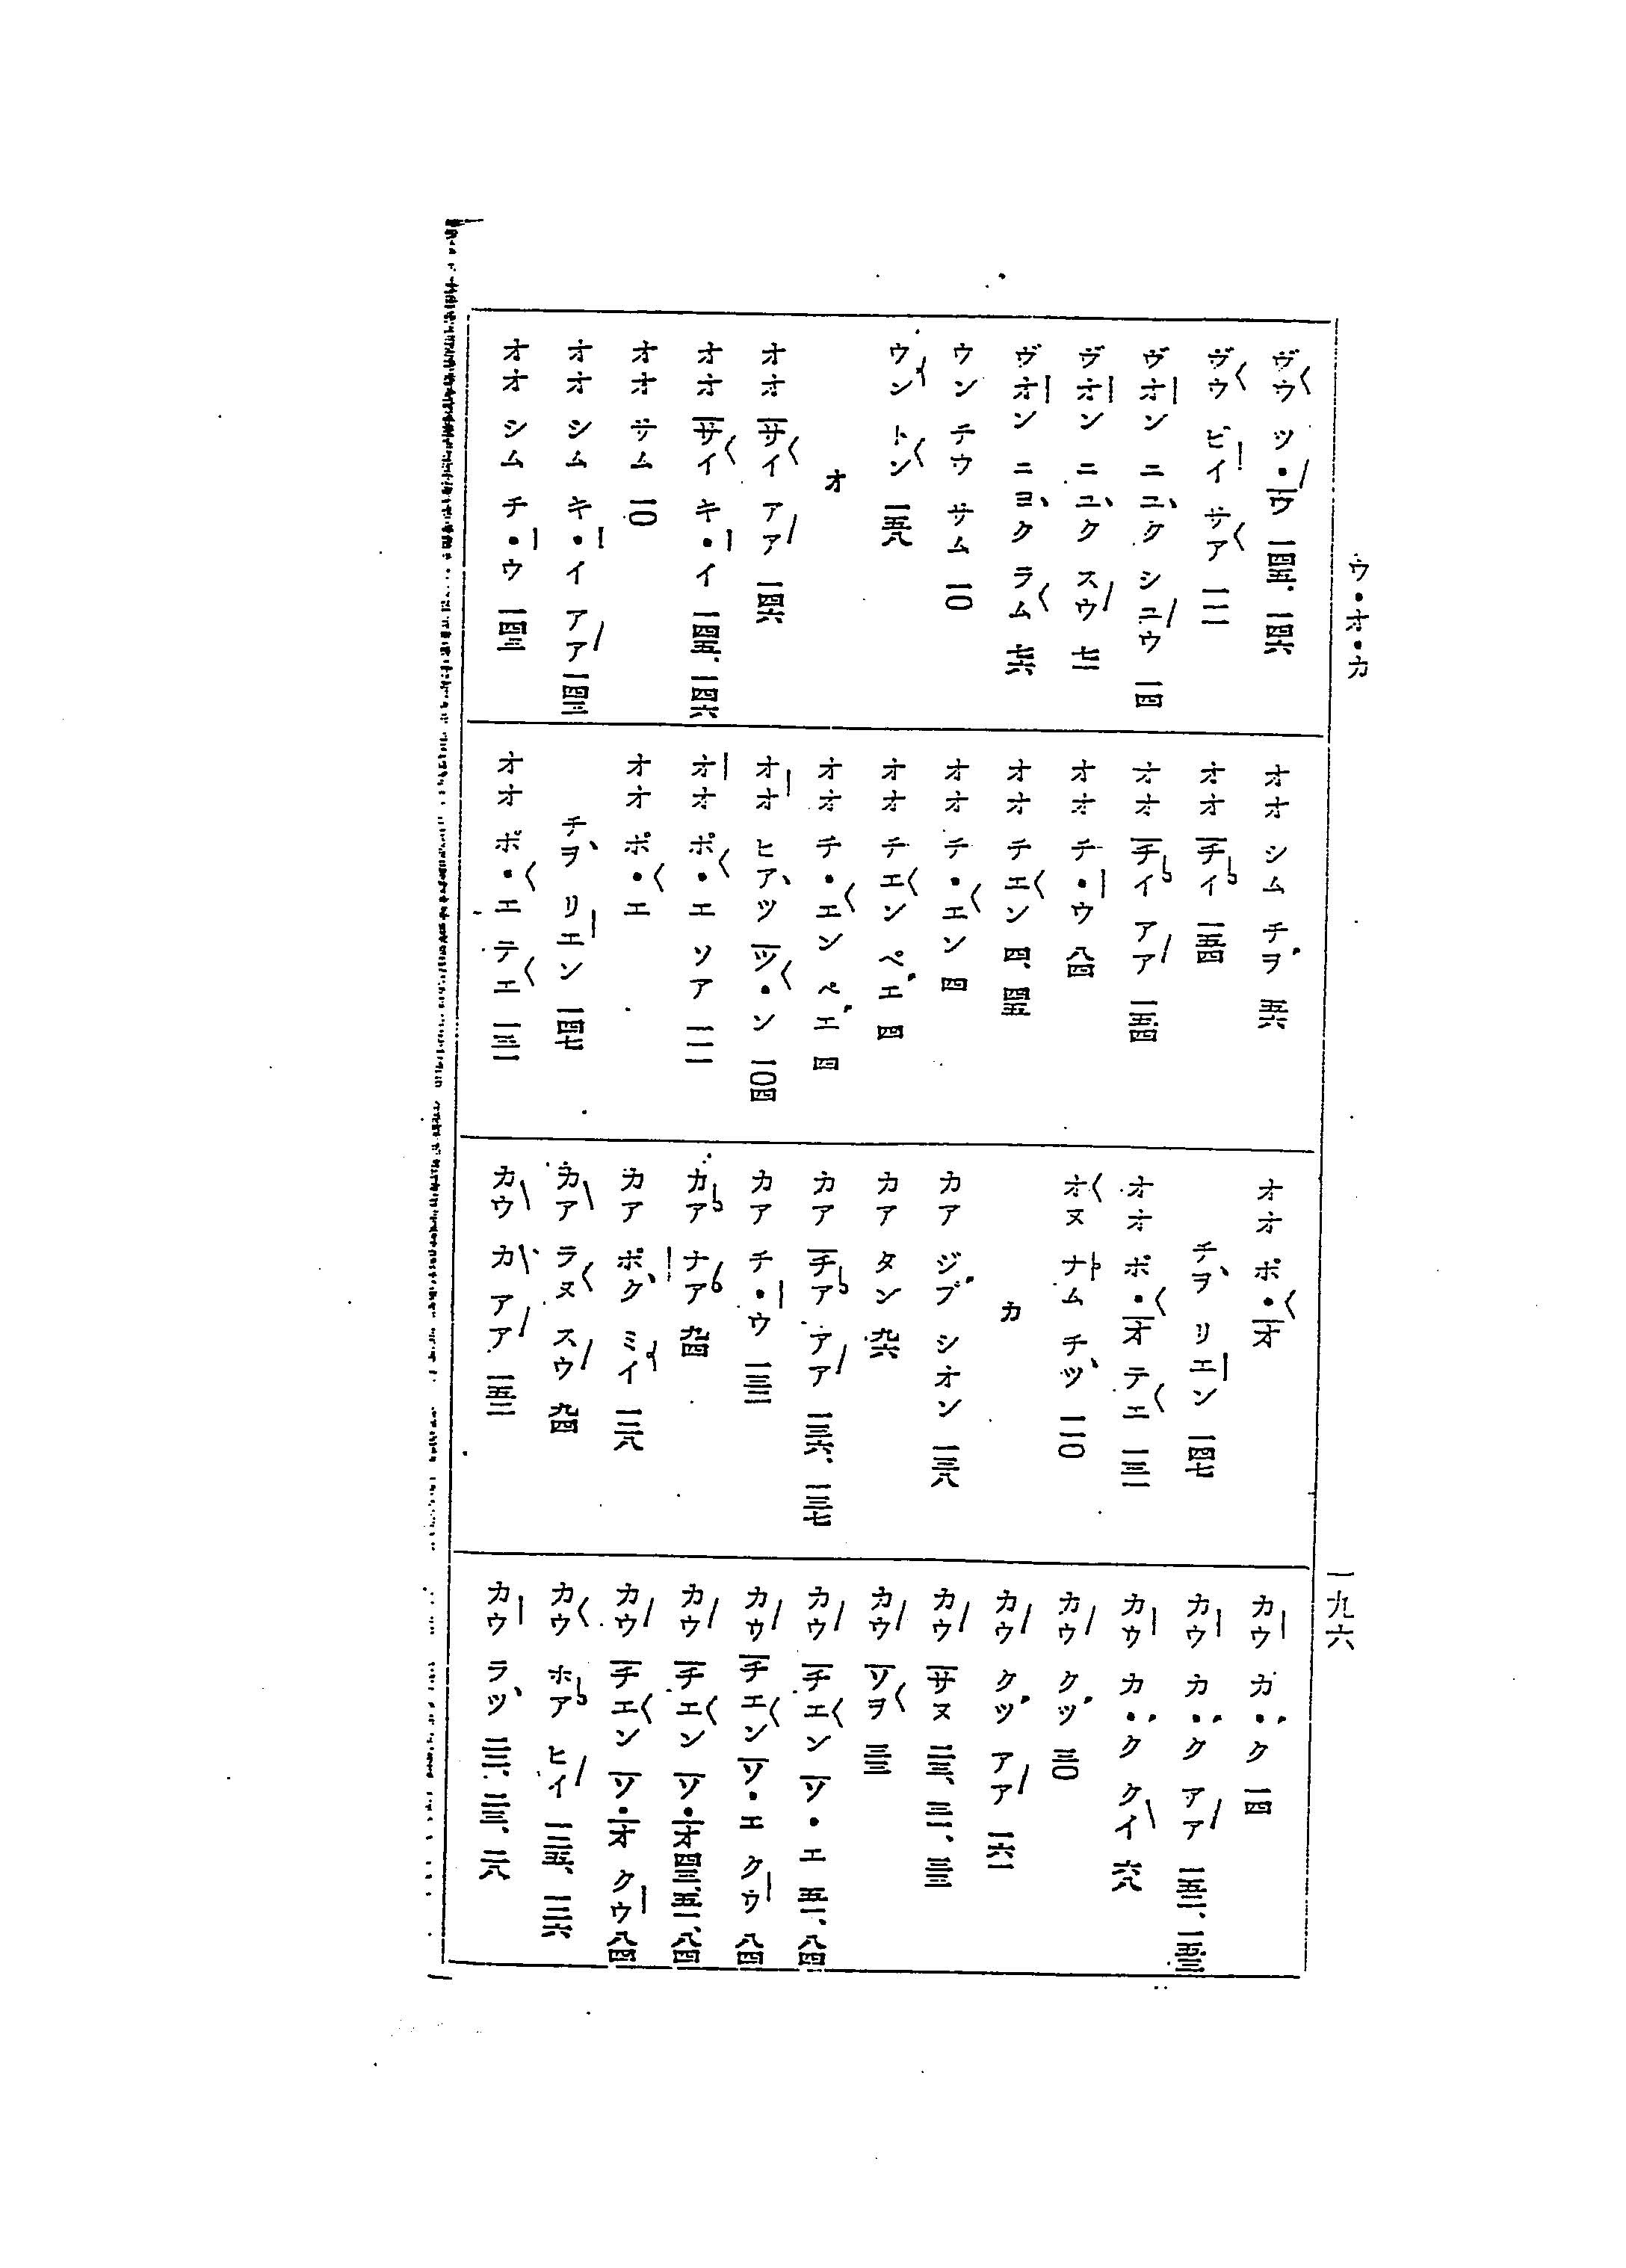 ウ・オ・カ
一九六
ヴウ ツ・ウ 一四五、一四六
ヴウ ビイ サア 一二
ヴオン ニユク シユウ 一四
ヴオン ニユク スウ 七一
ヴオン ニヨク ラム 七六
ウン テウ サム 一〇
ウン トン 一五八
オ
オオ サイ アア 一四六
オオ サイ キ・イ 一四五、一四六
オオ サム 一〇
オオ シム キ・イ アア 一四三
オオ シム チ・ウ 一四三
オオ シム チヲ 五六
オオ チイ 一五四
オオ チイ アア 一五四
オオ チ・ウ 八四
オオ チエン 四、四五
オオ チ・エン 四
オオ チエン ペエ 四
オオ チ・エン ペエ 四
オオ ヒアツ ツ・ン 一〇四
オオ ポ・エ ソア 一一一
オオ ポ・エ
チヲ リエン 一四七
オオ ポ・エ テエ 一三一
オオ ポ・オ
チヲ リエン 一四七
オオ ポ・オ テエ 一三一
オヌ ナム チツ 一一〇
カ
カア ジプ シオン 一三八
カア タン 九六
カア チア アア 一三六、一三七
カア チ・ウ 一三三
カア ナア 九四
カア ポク ミイ 一二八
カア ラヌ スウ 九四
カウ カ アア 一五二
カウ カ・ク 一四
カウ カ・ク アア 一五二、一五三
カウ カ・ク クイ 六八
カウ クツ 三〇
カウ クツ アア 一六一
カウ サヌ 二三、三一、三三
カウ ソヲ 三三
カウ チエン ソ・エ 五一、八四
カウ チエン ソ・エ クウ 八四
カウ チエン ソ・オ 四三、五一、八四
カウ チエン ソ・オ クウ 八四
カウ ホア ヒイ 一二五、一二六
カウ ラツ 二二、二三、二八